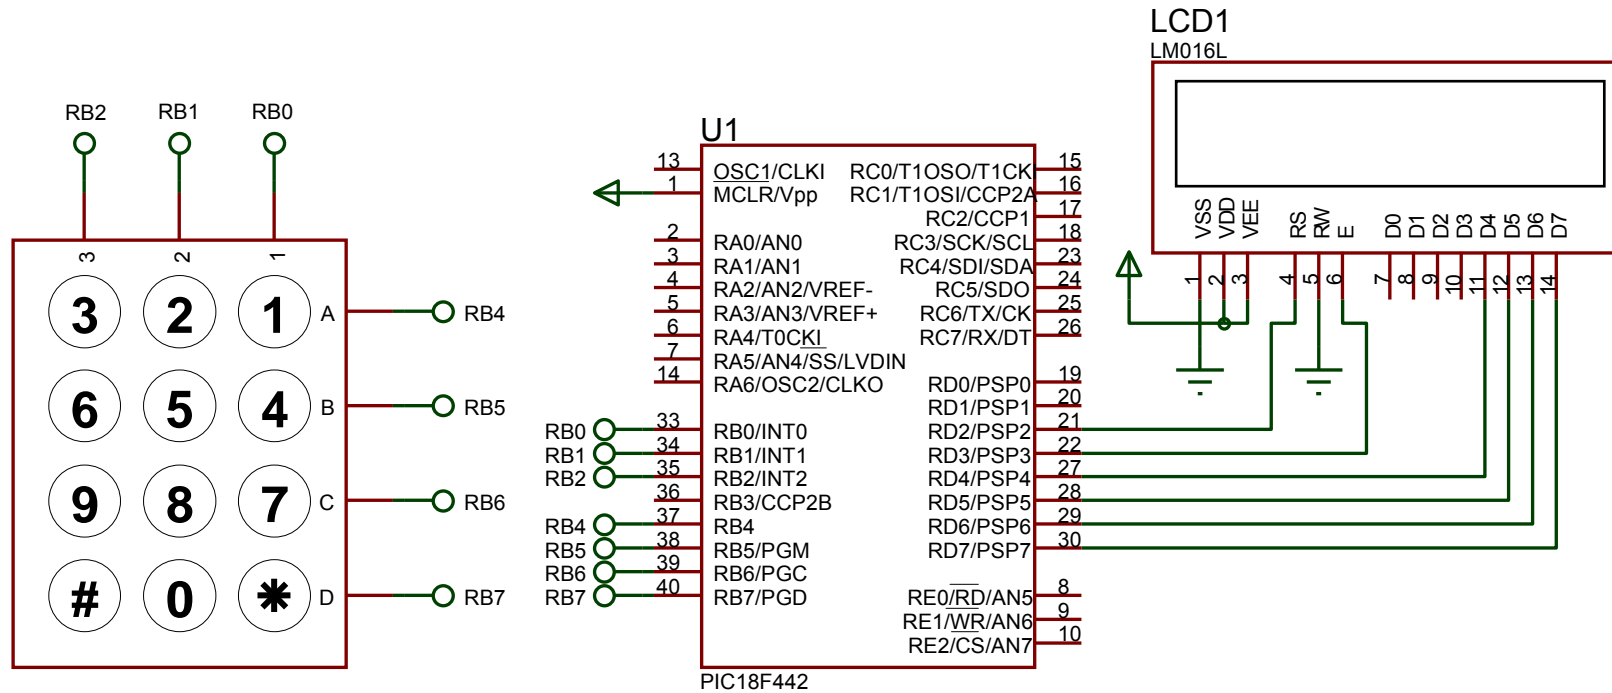 LCD1
LM016L
RB2 RB1 RB0
3 2 1
3 2 1 A RB4
6 5 4 B RB5
9 8 7 C RB6
# 0 * D RB7
U1
13 OSC1/CLKI RC0/T1OSO/T1CK 15
1 MCLR/Vpp RC1/T1OSI/CCP2A 16
RC2/CCP1 17
2 RA0/AN0 RC3/SCK/SCL 18
3 RA1/AN1 RC4/SDI/SDA 23
4 RA2/AN2/VREF- RC5/SDO 24
5 RA3/AN3/VREF+ RC6/TX/CK 25
6 RA4/T0CKI RC7/RX/DT 26
7 RA5/AN4/SS/LVDIN
14 RA6/OSC2/CLKO RD0/PSP0 19
RD1/PSP1 20
RB0 33 RB0/INT0 RD2/PSP2 21
RB1 34 RB1/INT1 RD3/PSP3 22
RB2 35 RB2/INT2 RD4/PSP4 27
36 RB3/CCP2B RD5/PSP5 28
RB4 37 RB4 RD6/PSP6 29
RB5 38 RB5/PGM RD7/PSP7 30
RB6 39 RB6/PGC
RB7 40 RB7/PGD RE0/RD/AN5 8
RE1/WR/AN6 9
RE2/CS/AN7 10
PIC18F442
VSS VDD VEE RS RW E D0 D1 D2 D3 D4 D5 D6 D7
1 2 3 4 5 6 7 8 9 10 11 12 13 14